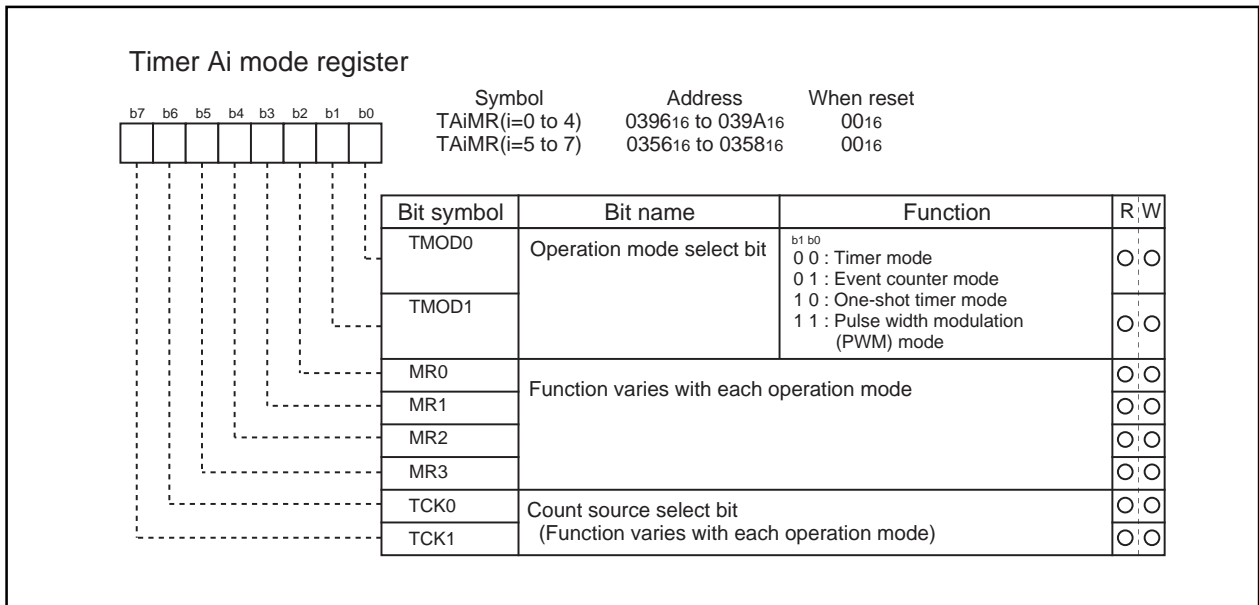 Timer Ai mode register
b7 b6 b5 b4 b3 b2 b1 b0
Symbol Address When reset
TAiMR(i=0 to 4) 039616 to 039A16 0016
TAiMR(i=5 to 7) 035616 to 035816 0016
Bit symbol Bit name Function R W
TMOD0 Operation mode select bit b1 b0
0 0 : Timer mode
0 1 : Event counter mode
TMOD1 1 0 : One-shot timer mode
1 1 : Pulse width modulation
(PWM) mode
MR0 Function varies with each operation mode
MR1
MR2
MR3
TCK0 Count source select bit
TCK1 (Function varies with each operation mode)